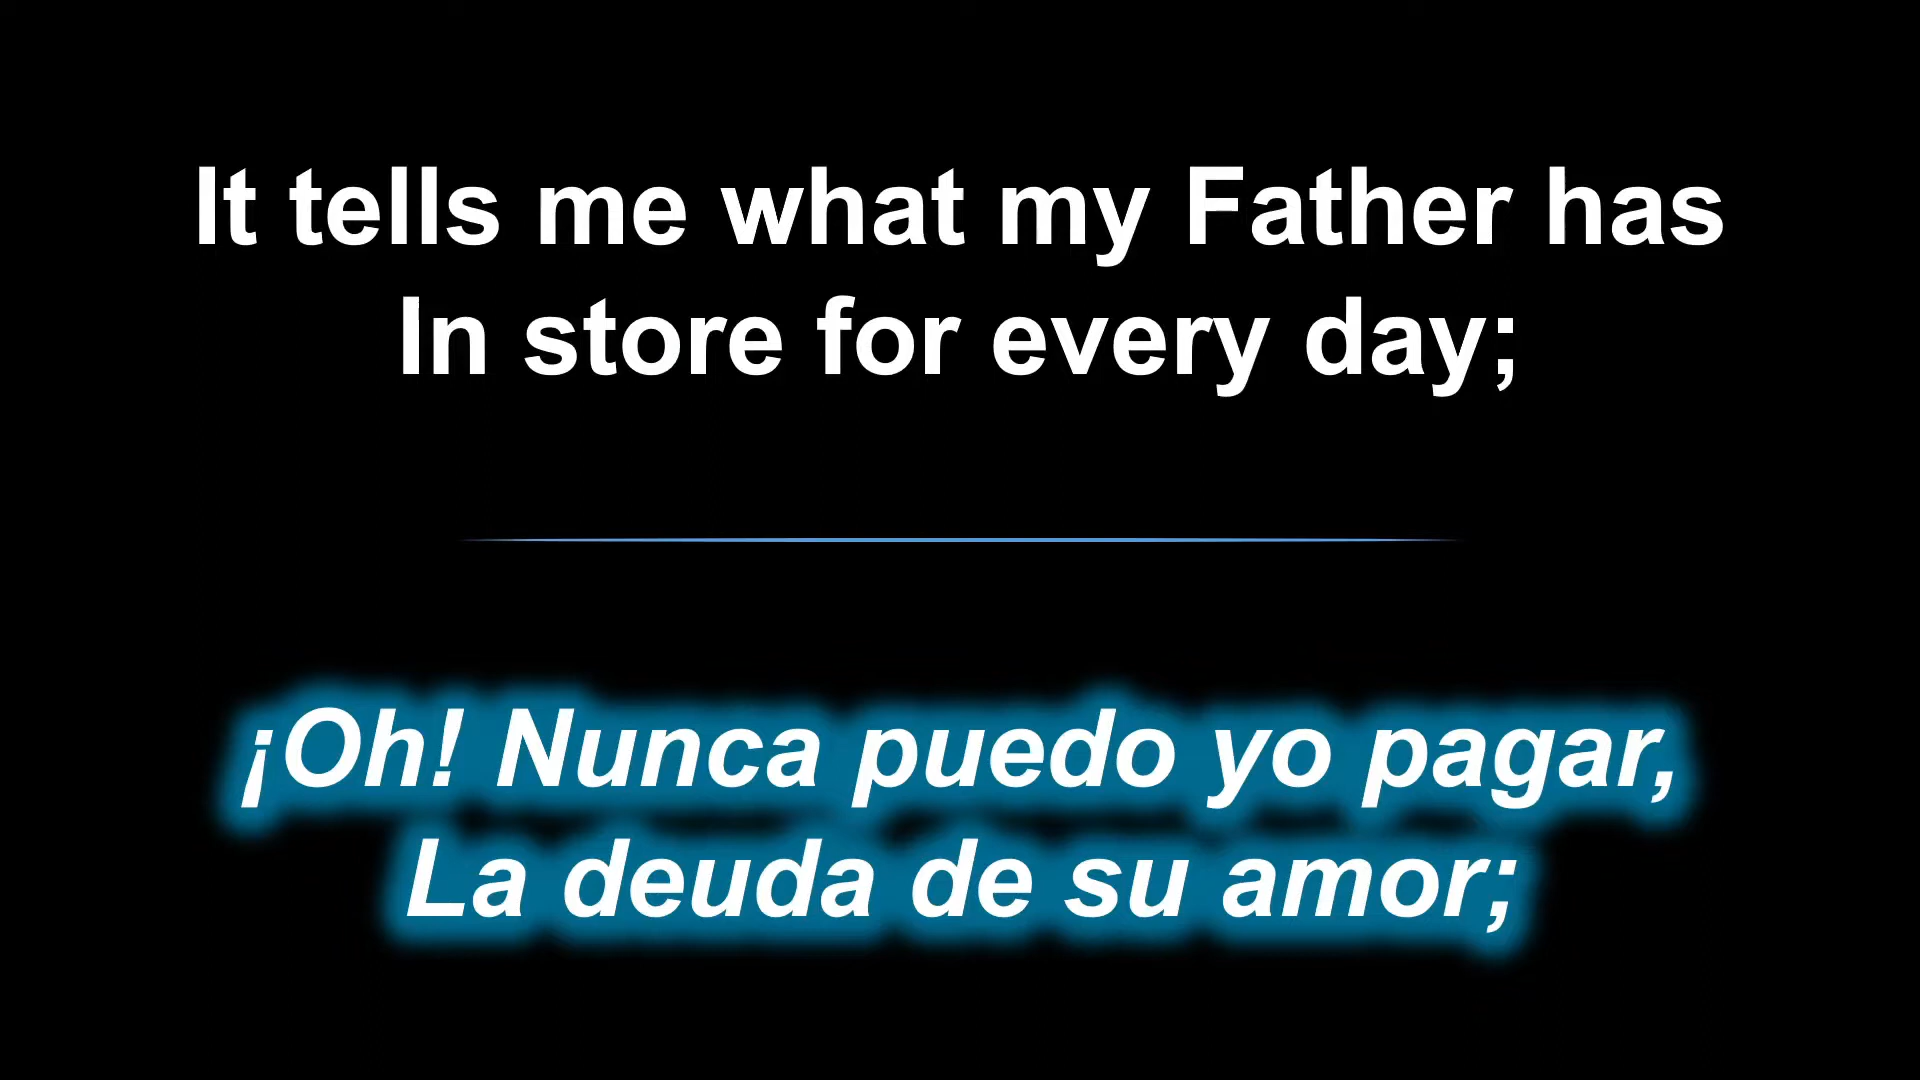 It tells me what my Father has
In store for every day;
¡Oh! Nunca puedo yo pagar,
La deuda de su amor;